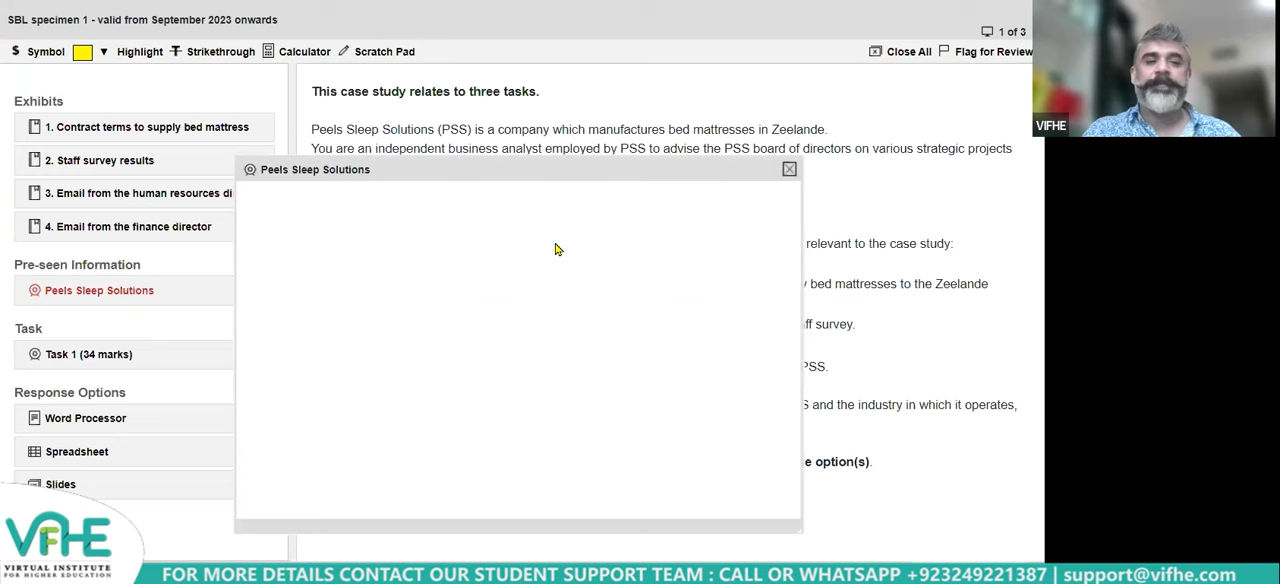 SBL specimen 1 - valid from September 2023 onwards
1 of 3
$ Symbol Highlight Strikethrough Calculator Scratch Pad
Close All Flag for Review
VIFHE
Exhibits
1. Contract terms to supply bed mattress
2. Staff survey results
3. Email from the human resources di
4. Email from the finance director
Pre-seen Information
Peels Sleep Solutions
Task
Task 1 (34 marks)
Response Options
Word Processor
Spreadsheet
Slides
This case study relates to three tasks.
Peels Sleep Solutions (PSS) is a company which manufactures bed mattresses in Zeelande.
You are an independent business analyst employed by PSS to advise the PSS board of directors on various strategic projects
Peels Sleep Solutions
relevant to the case study:
bed mattresses to the Zeelande
ff survey.
PSS.
S and the industry in which it operates,
e option(s).
VIFHE
VIRTUAL INSTITUTE
FOR HIGHER EDUCATION
FOR MORE DETAILS CONTACT OUR STUDENT SUPPORT TEAM : CALL OR WHATSAPP +923249221387 | support@vifhe.com